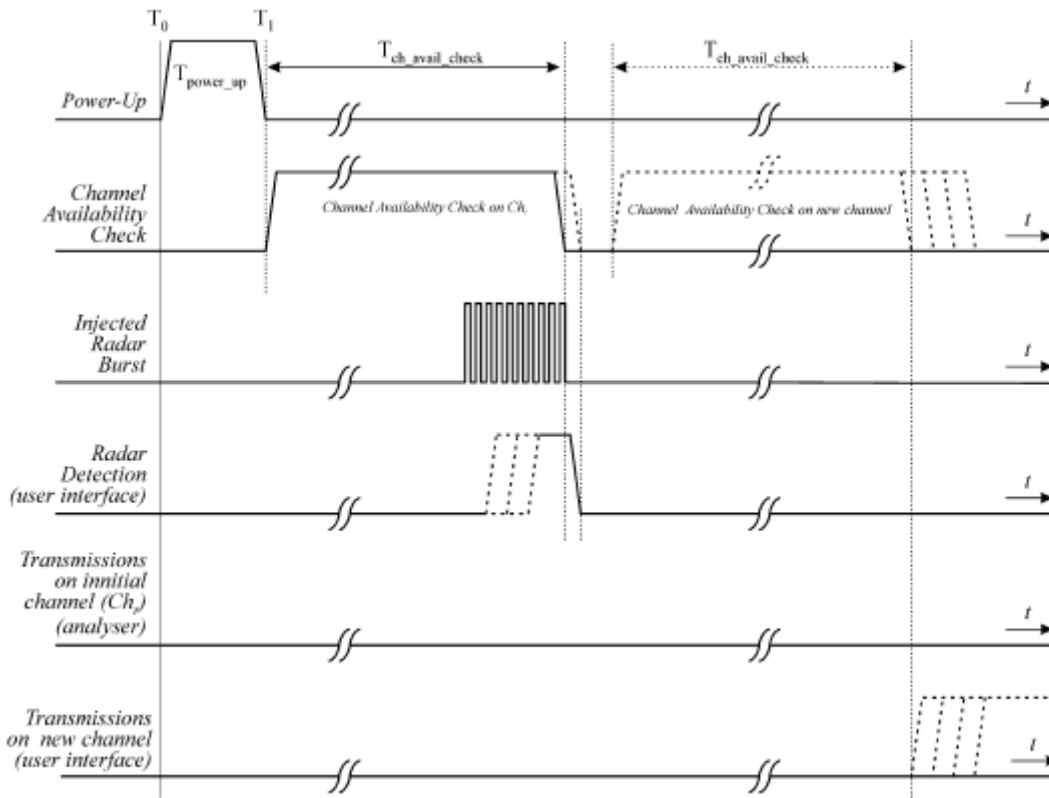 T0 T1
Tch_avail_check Tch_avail_check
Tpower_up
Power-Up
t
Channel
Availability
Check
Channel Availability Check on Chr
Channel Availability Check on new channel
t
Injected
Radar
Burst
t
Radar
Detection
(user interface)
t
Transmissions
on innitial
channel (Chr)
(analyser)
t
Transmissions
on new channel
(user interface)
t